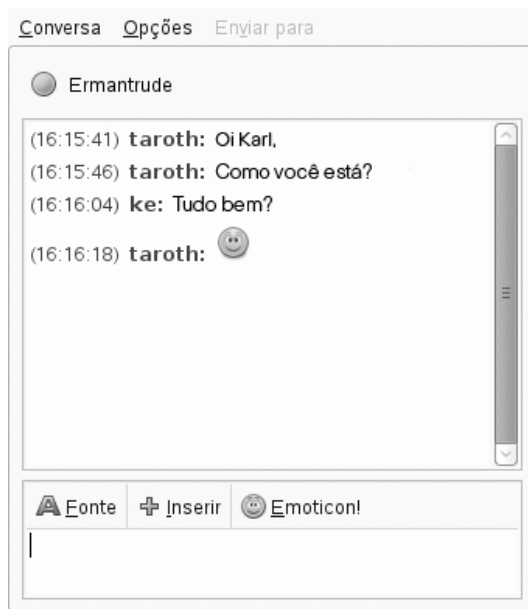 Conversa Opções Enviar para
Ermantrude
(16:15:41) taroth: Oi Karl,
(16:15:46) taroth: Como você está?
(16:16:04) ke: Tudo bem?
(16:16:18) taroth:
Fonte Inserir Emoticon!